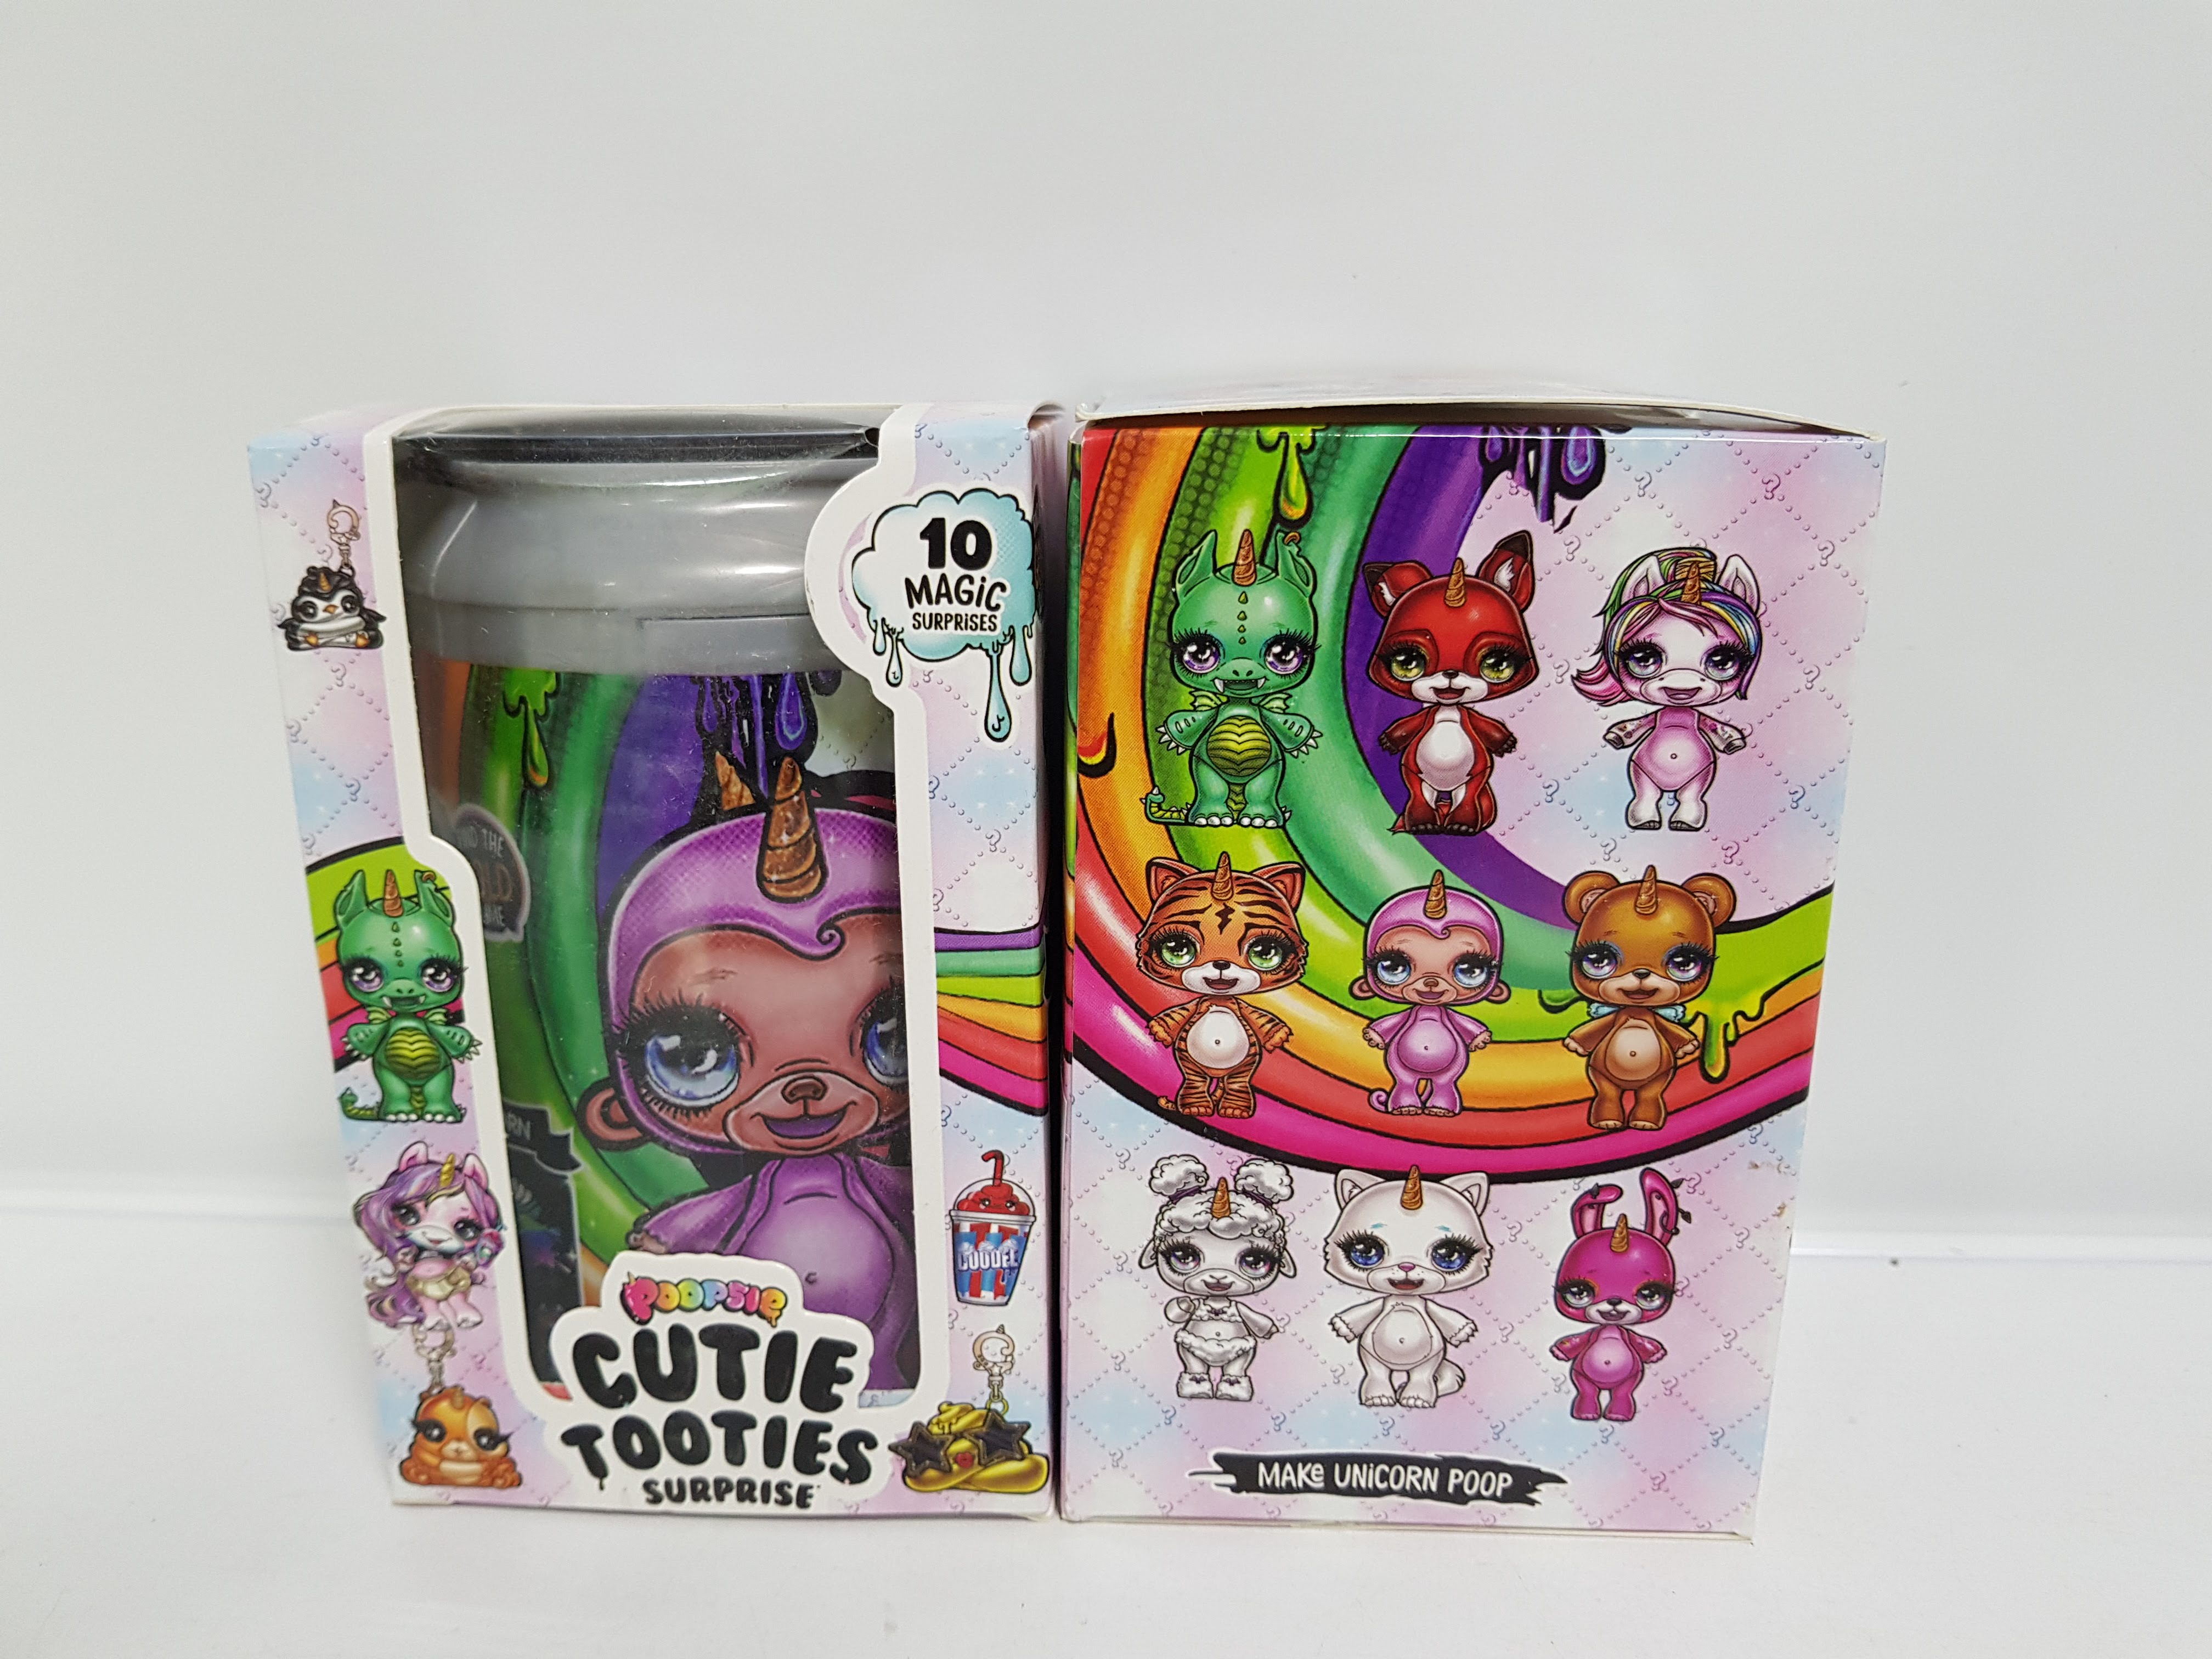 10
MAGiC
SURPRiSES
POOPSIE
CUTIE
TOOTIES
SURPRISE
MAKe UNiCORN POOP